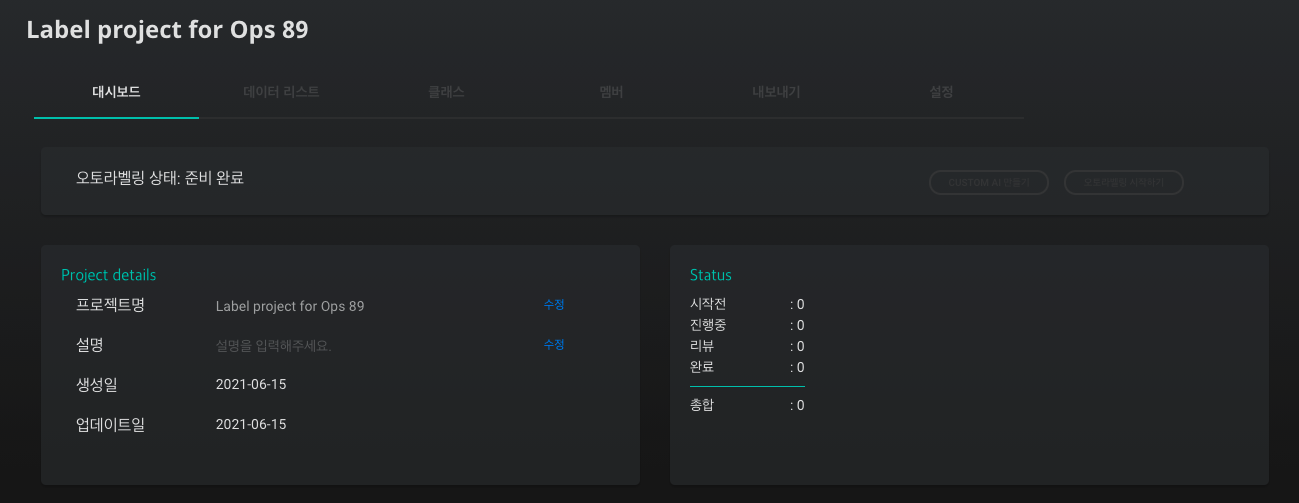 Label project for Ops 89
대시보드 데이터 리스트 클래스 멤버 내보내기 설정
오토라벨링 상태: 준비 완료 CUSTOM AI 만들기 오토라벨링 시작하기
Project details
프로젝트명 Label project for Ops 89 수정
설명 설명을 입력해주세요. 수정
생성일 2021-06-15
업데이트일 2021-06-15
Status
시작전 : 0
진행중 : 0
리뷰 : 0
완료 : 0
총합 : 0